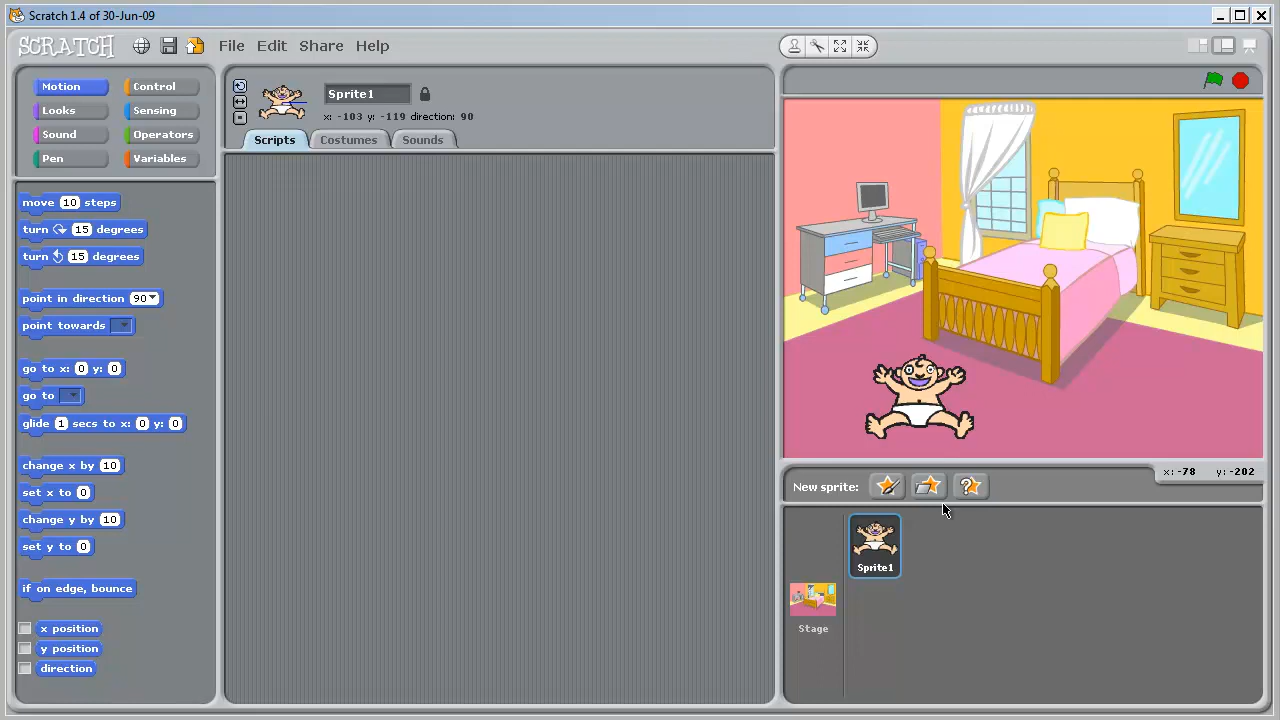 Scratch 1.4 of 30-Jun-09
SCRATCH File Edit Share Help
Motion Control
Looks Sensing
Sound Operators
Pen Variables
Sprite1
x: -103 y: -119 direction: 90
Scripts Costumes Sounds
move 10 steps
turn 15 degrees
turn 15 degrees
point in direction 90
point towards
go to x: 0 y: 0
go to
glide 1 secs to x: 0 y: 0
change x by 10
set x to 0
change y by 10
set y to 0
if on edge, bounce
x position
y position
direction
x: -78 y: -202
New sprite:
Sprite1
Stage